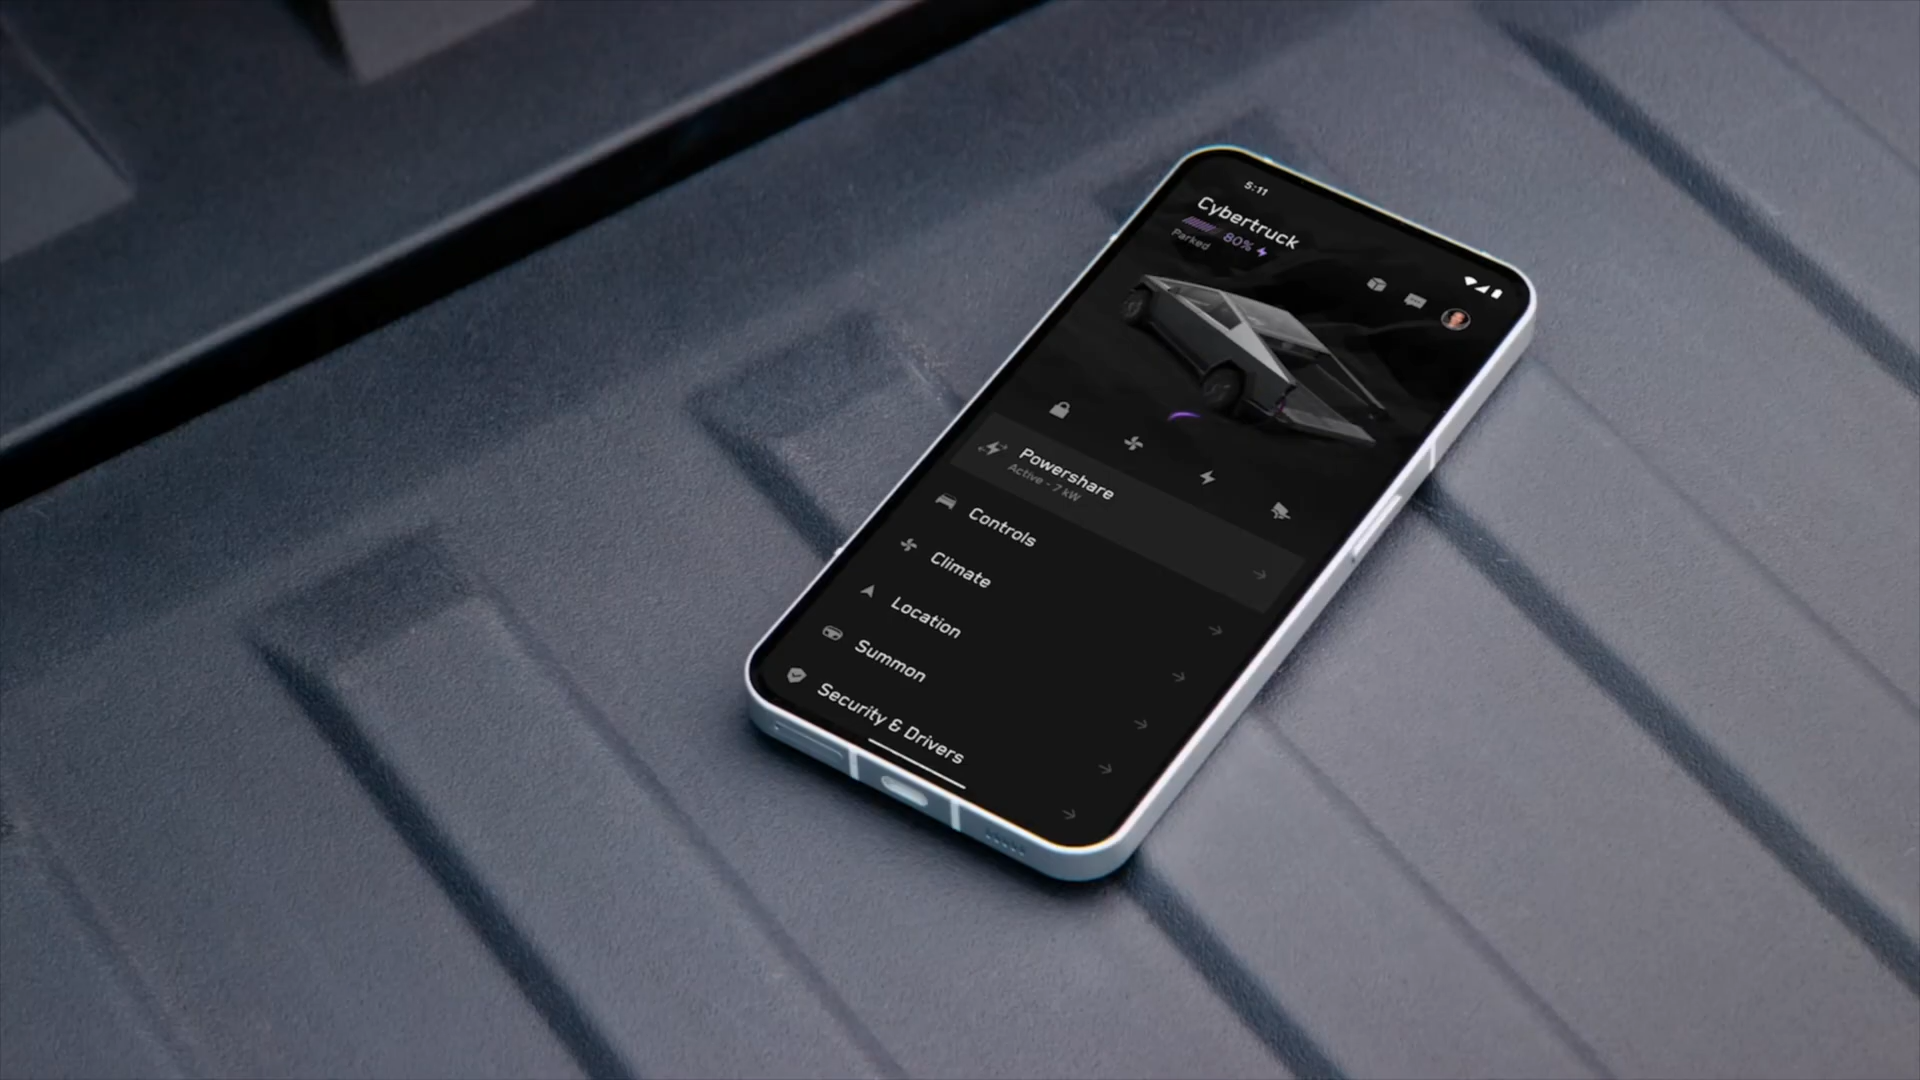 5:11
Cybertruck
80%
Parked
Powershare
Active - 7 kW
Controls
Climate
Location
Summon
Security & Drivers